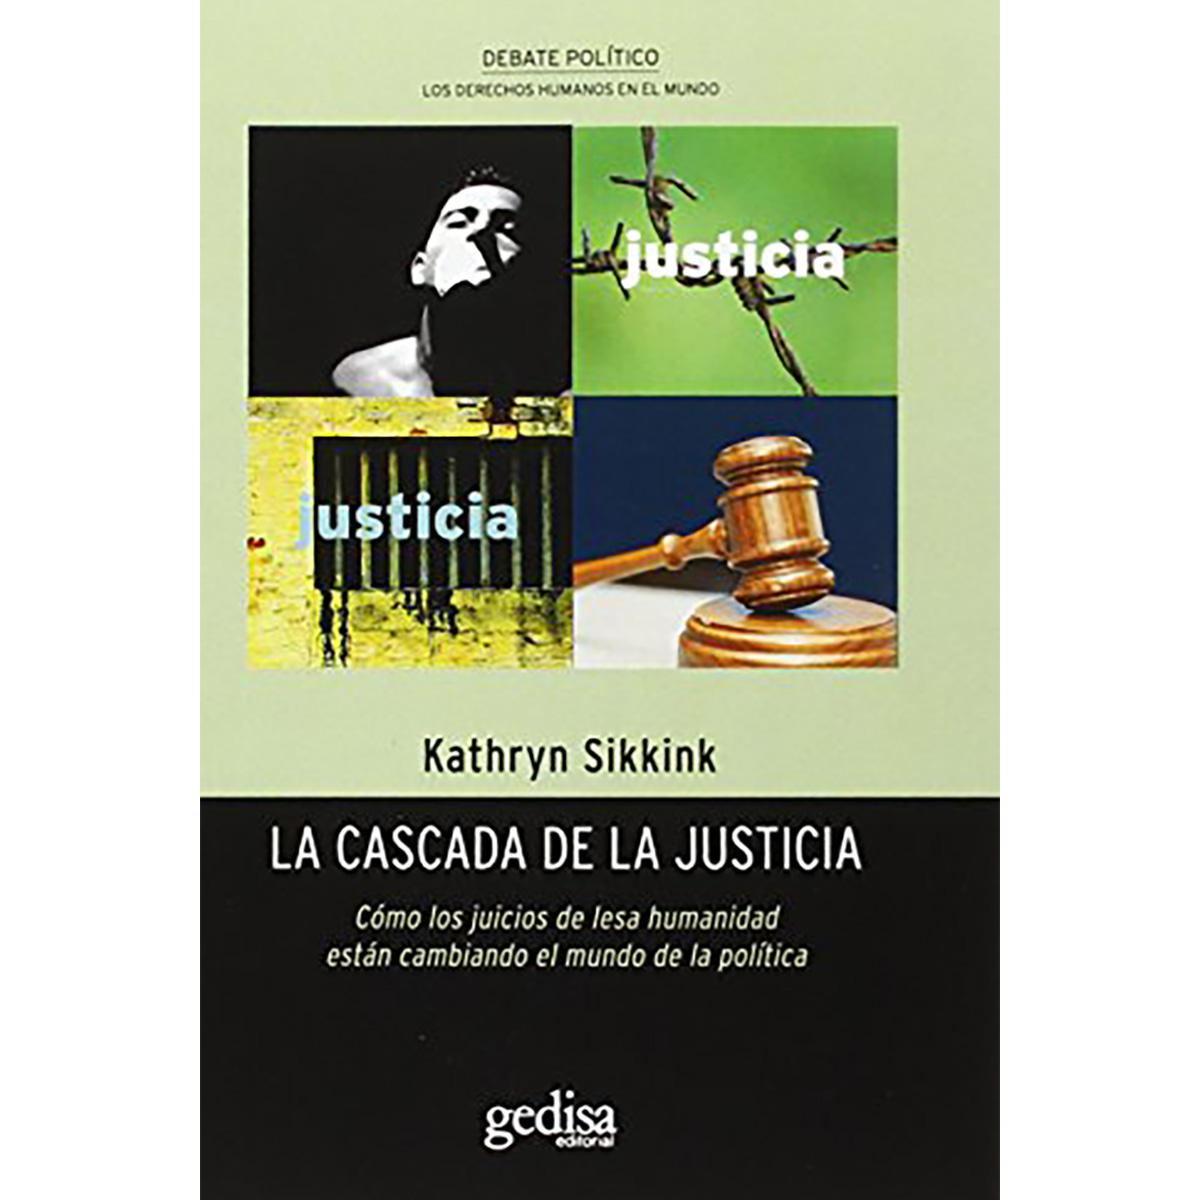 DEBATE POLÍTICO
LOS DERECHOS HUMANOS EN EL MUNDO
justicia
justicia
Kathryn Sikkink
LA CASCADA DE LA JUSTICIA
Cómo los juicios de lesa humanidad
están cambiando el mundo de la política
gedisa
editorial